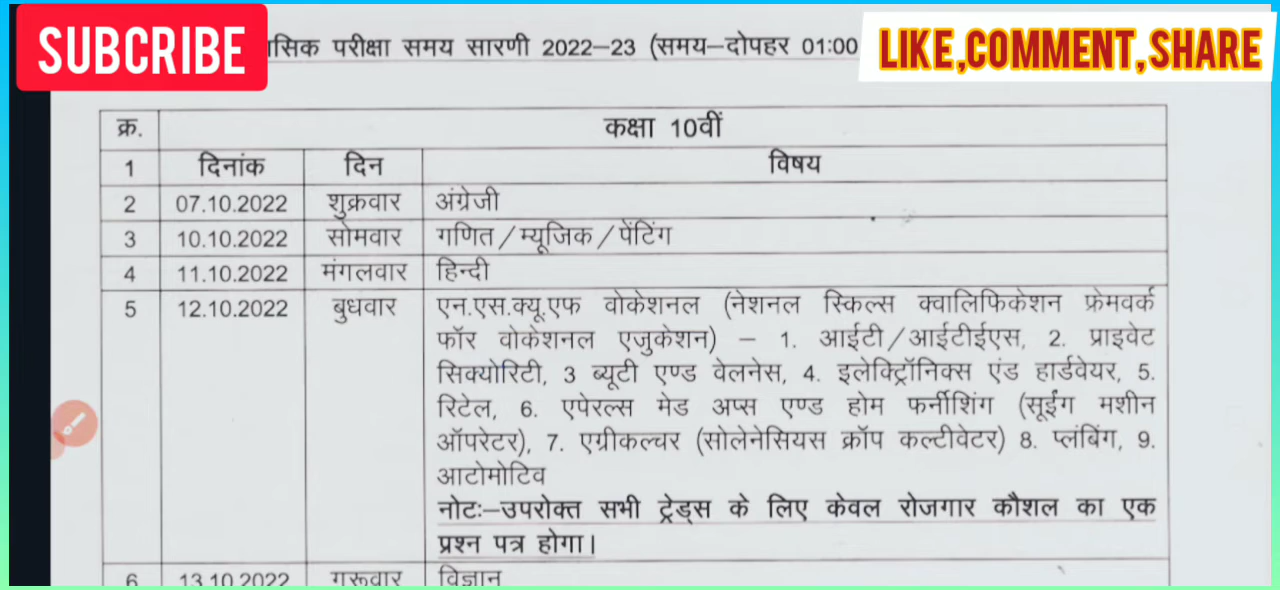 SUBCRIBE
सिक परीक्षा समय सारणी 2022–23 (समय–दोपहर 01:00
LIKE,COMMENT,SHARE
क्र. कक्षा 10वीं
1 दिनांक दिन विषय
2 07.10.2022 शुक्रवार अंग्रेजी
3 10.10.2022 सोमवार गणित/म्यूजिक/पेंटिंग
4 11.10.2022 मंगलवार हिन्दी
5 12.10.2022 बुधवार एन.एस.क्यू.एफ वोकेशनल (नेशनल स्किल्स क्वालिफिकेशन फ्रेमवर्क
फॉर वोकेशनल एजुकेशन) – 1. आईटी/आईटीईएस, 2. प्राइवेट
सिक्योरिटी, 3 ब्यूटी एण्ड वेलनेस, 4. इलेक्ट्रॉनिक्स एंड हार्डवेयर, 5.
रिटेल, 6. एपेरल्स मेड अप्स एण्ड होम फर्नीशिंग (सूईंग मशीन
ऑपरेटर), 7. एग्रीकल्चर (सोलेनेसियस क्रॉप कल्टीवेटर) 8. प्लंबिंग, 9.
आटोमोटिव
नोटः–उपरोक्त सभी ट्रेड्स के लिए केवल रोजगार कौशल का एक
प्रश्न पत्र होगा।
6 13.10.2022 गुरूवार विज्ञान